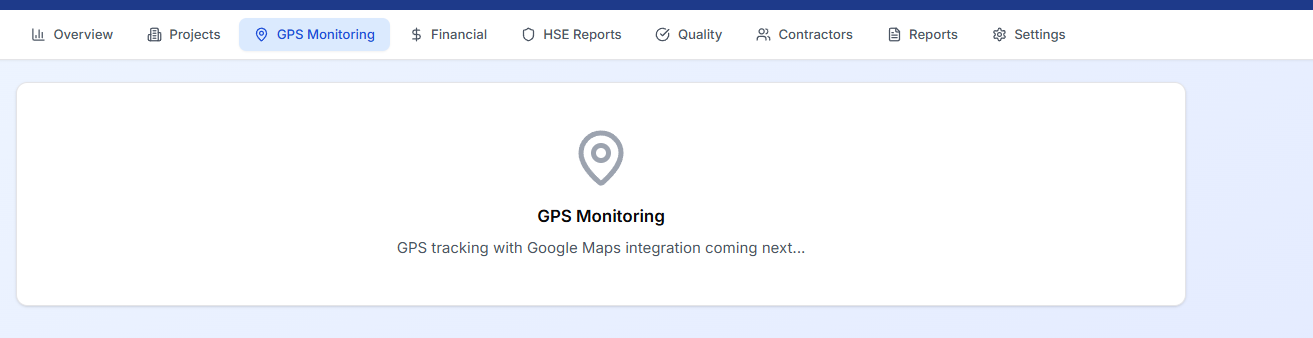 Overview Projects GPS Monitoring Financial HSE Reports Quality Contractors Reports Settings
GPS Monitoring
GPS tracking with Google Maps integration coming next...